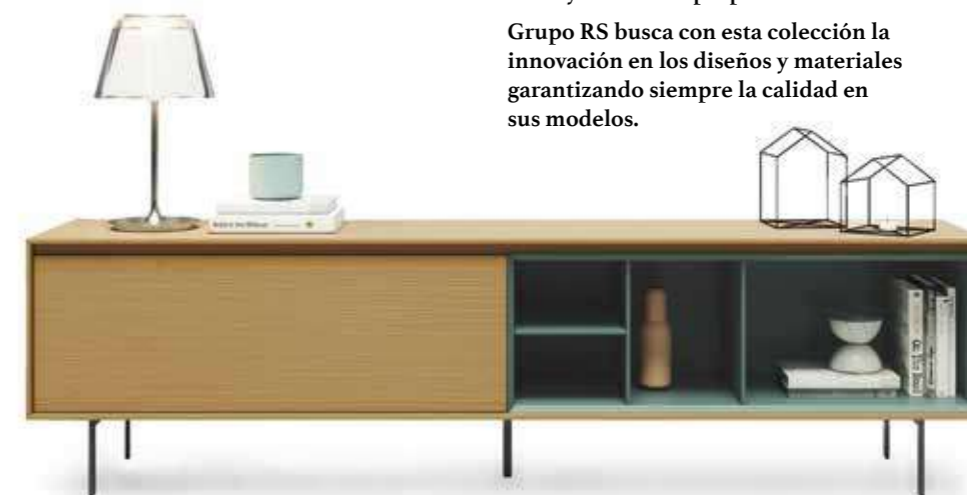 Grupo RS busca con esta colección la
innovación en los diseños y materiales
garantizando siempre la calidad en
sus modelos.